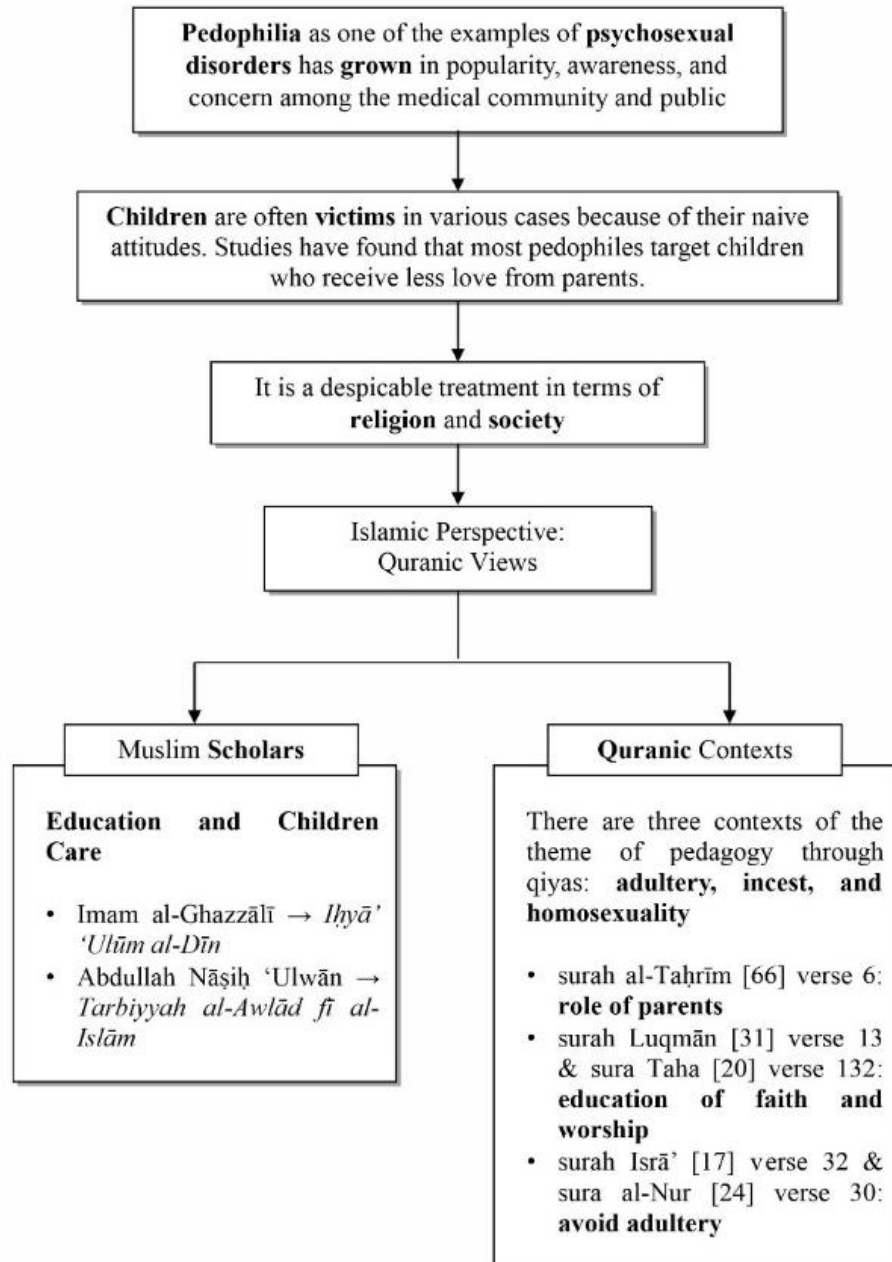 Pedophilia as one of the examples of psychosexual
disorders has grown in popularity, awareness, and
concern among the medical community and public
Children are often victims in various cases because of their naive
attitudes. Studies have found that most pedophiles target children
who receive less love from parents.
It is a despicable treatment in terms of
religion and society
Islamic Perspective:
Quranic Views
Muslim Scholars
Education and Children
Care
• Imam al-Ghazzālī → Iḥyā’
‘Ulūm al-Dīn
• Abdullah Nāṣiḥ ‘Ulwān →
Tarbiyyah al-Awlād fī al-
Islām
Quranic Contexts
There are three contexts of the
theme of pedagogy through
qiyas: adultery, incest, and
homosexuality
• surah al-Taḥrīm [66] verse 6:
role of parents
• surah Luqmān [31] verse 13
& sura Taha [20] verse 132:
education of faith and
worship
• surah Isrā’ [17] verse 32 &
sura al-Nur [24] verse 30:
avoid adultery